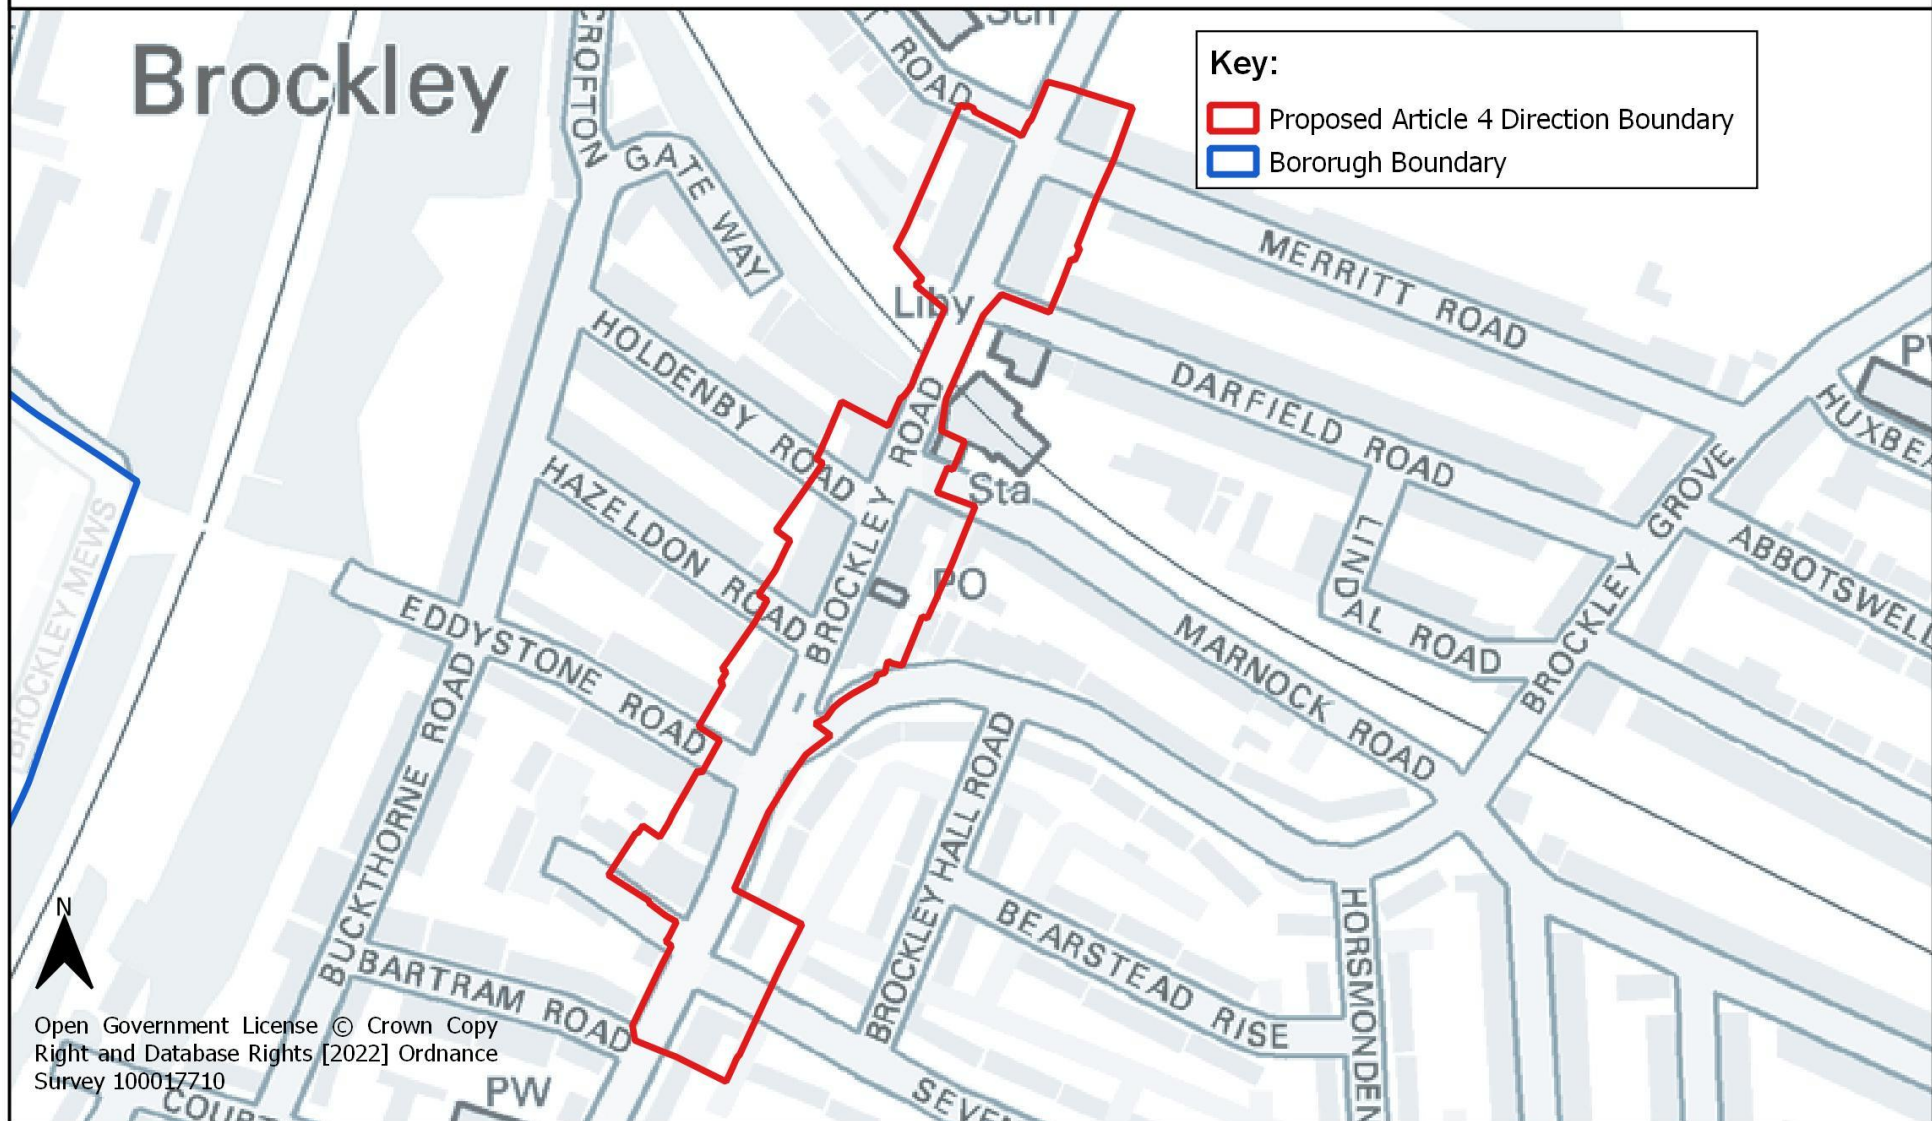 Brockley
Key:
Proposed Article 4 Direction Boundary
Bororugh Boundary
Sch
ROAD
CROFTON
GATE WAY
MERRITT ROAD
Liby
HOLDENBY ROAD
DARFIELD ROAD
HUXBEA
BROCKLEY ROAD
HAZELDON ROAD
Sta
LINDAL ROAD
BROCKLEY GROVE
ABBOTSWELL
BROCKLEY MEWS
PO
EDDYSTONE ROAD
MARNOCK ROAD
BUCKTHORNE ROAD
BROCKLEY HALL ROAD
BEARSTEAD RISE
HORSMONDEN
BARTRAM ROAD
N
Open Government License © Crown Copy
Right and Database Rights [2022] Ordnance
Survey 100017710
PW
COURT
SEVE